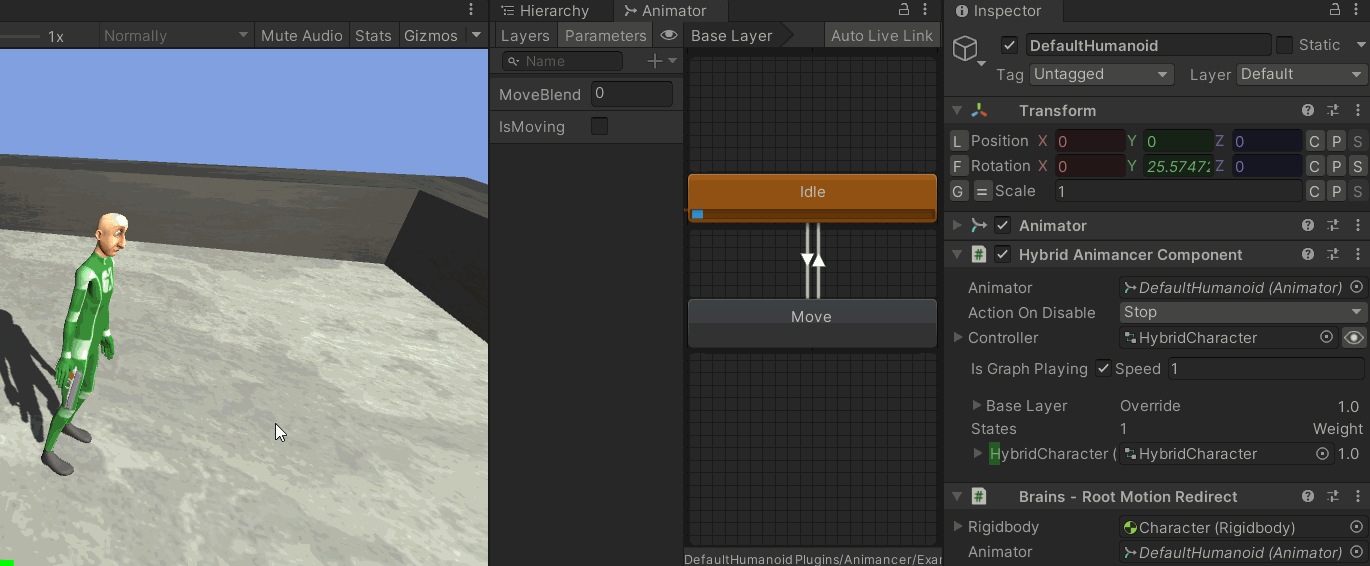 1x Normally Mute Audio Stats Gizmos
Hierarchy Animator
Layers Parameters Base Layer Auto Live Link
Name
MoveBlend 0
IsMoving
Idle
Move
DefaultHumanoid Plugins/Animancer/Exar
Inspector
DefaultHumanoid Static
Tag Untagged Layer Default
Transform
L Position X 0 Y 0 Z 0 C P S
F Rotation X 0 Y 25.57472 Z 0 C P S
G = Scale 1 C P S
Animator
# Hybrid Animancer Component
Animator DefaultHumanoid (Animator)
Action On Disable Stop
Controller HybridCharacter
Is Graph Playing Speed 1
Base Layer Override 1.0
States 1 Weight
HybridCharacter ( HybridCharacter 1.0
# Brains - Root Motion Redirect
Rigidbody Character (Rigidbody)
Animator DefaultHumanoid (Animator)